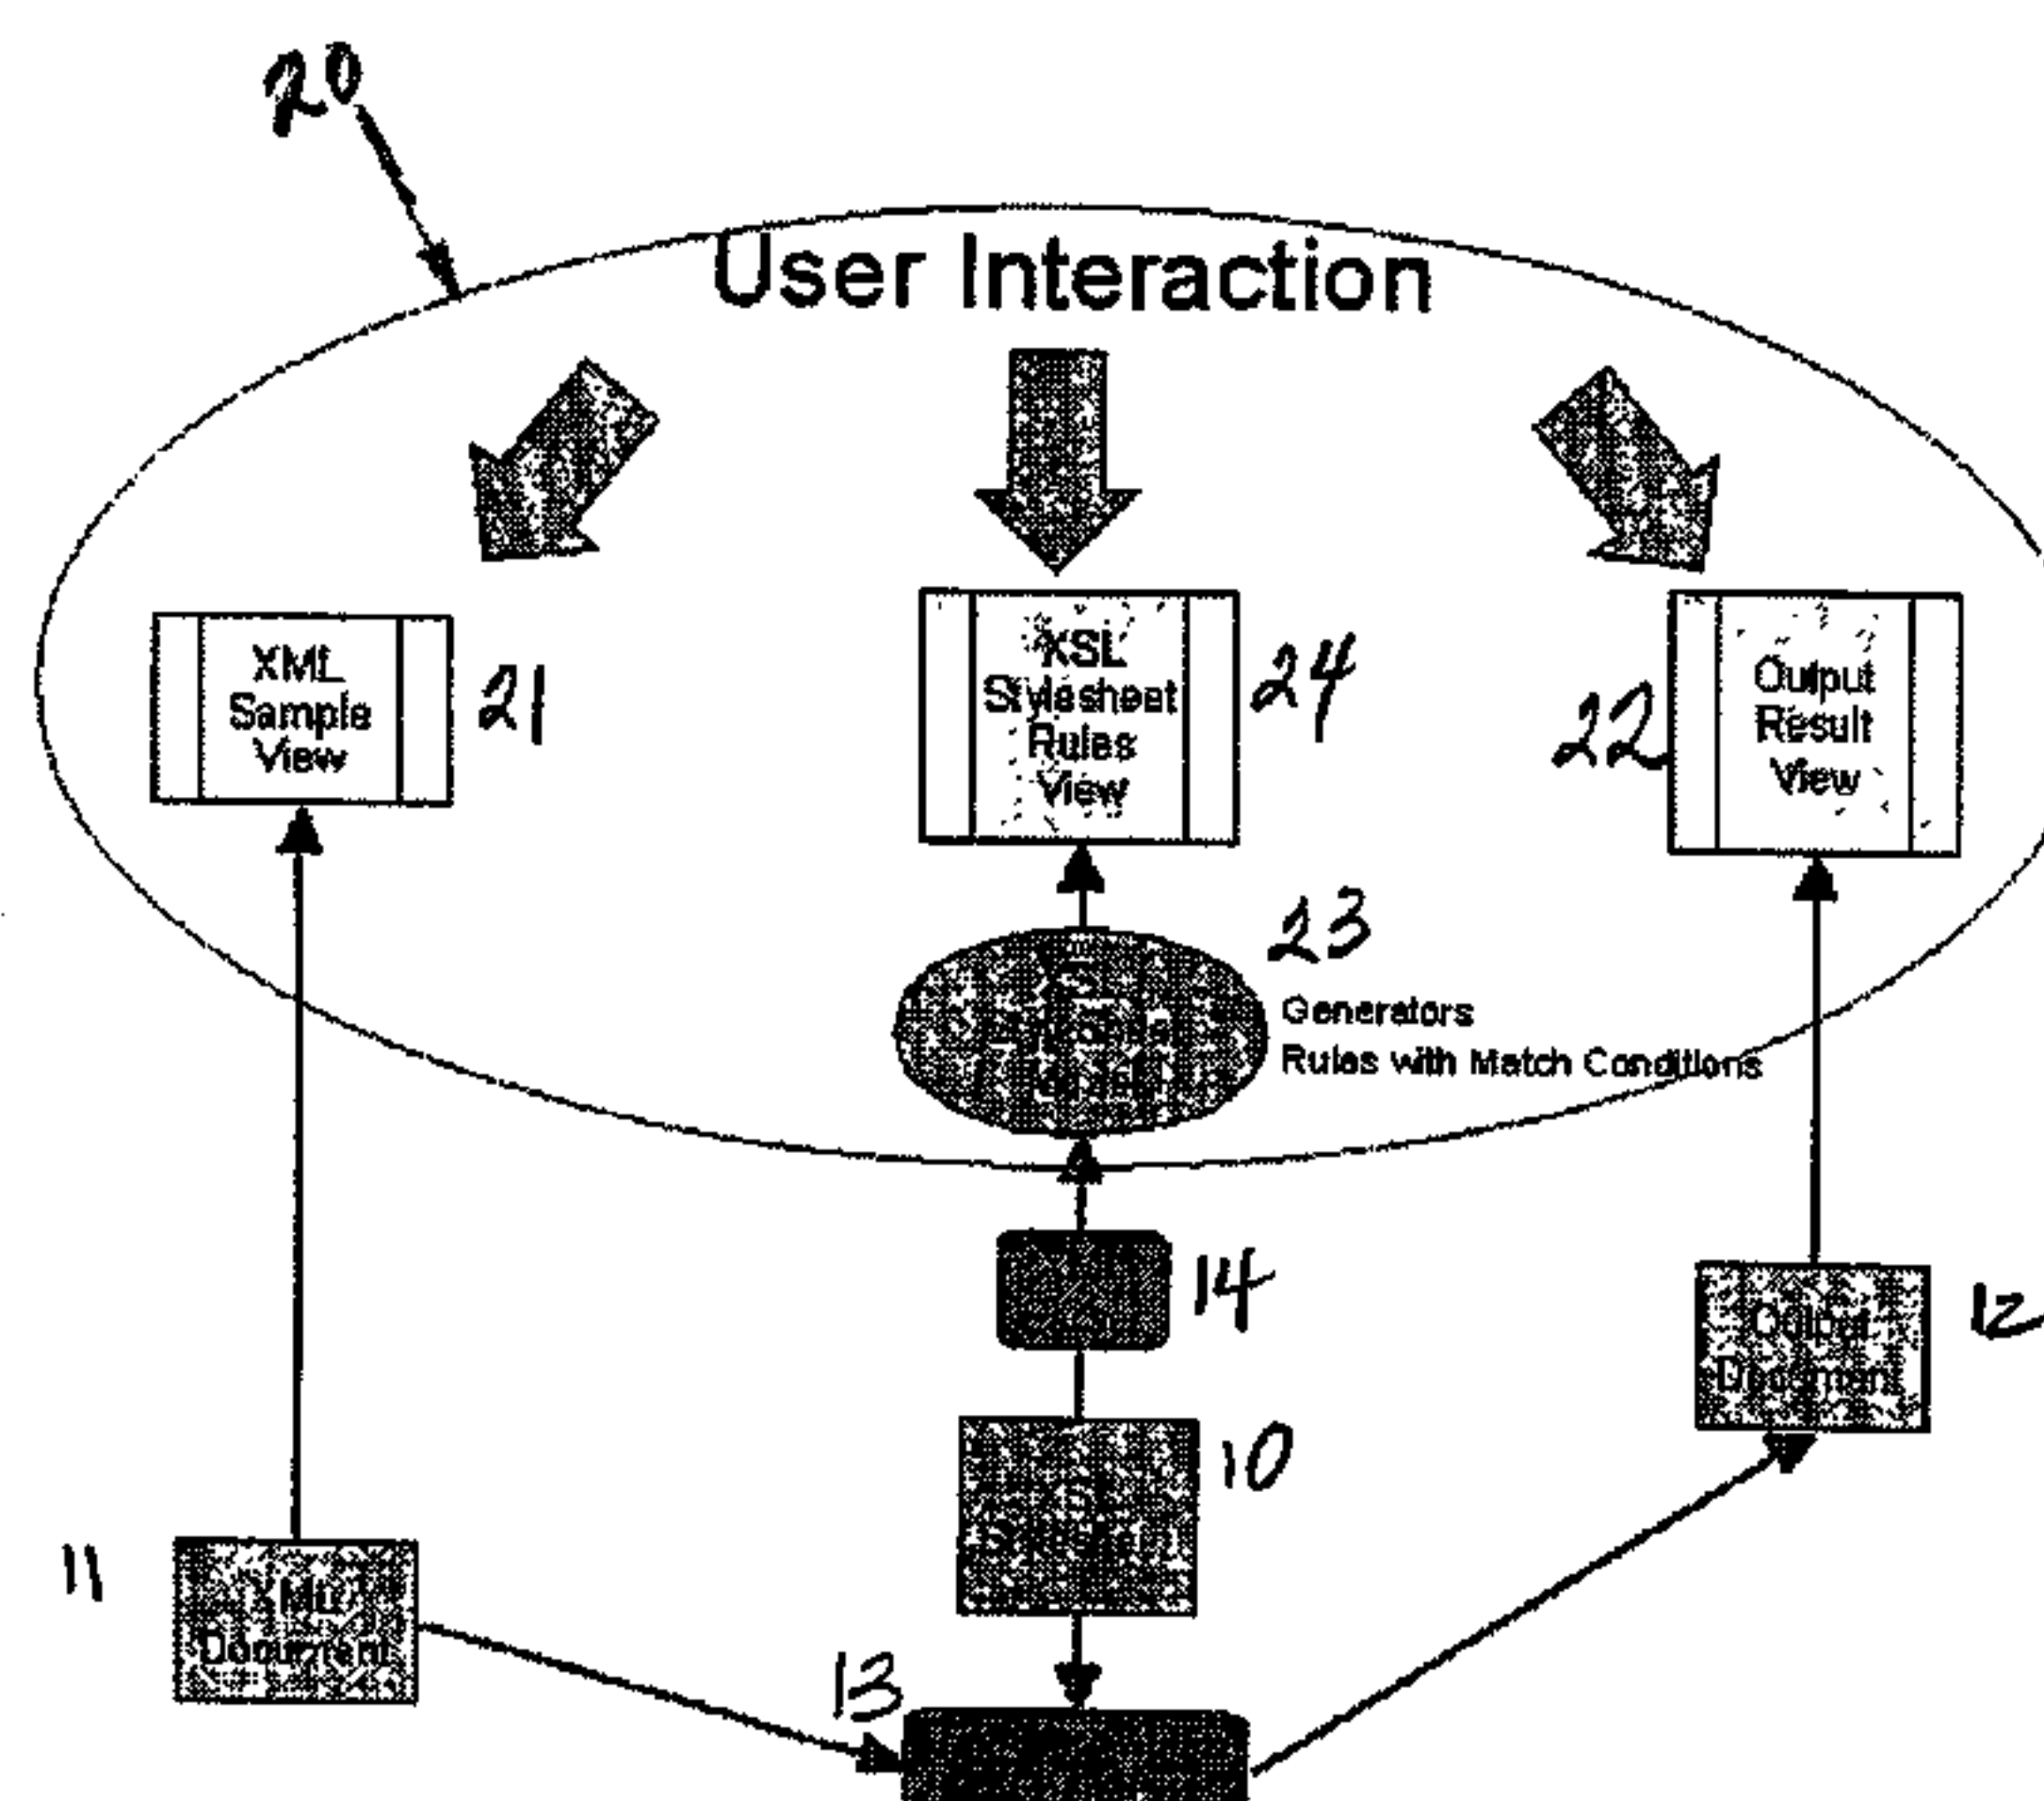 20
User Interaction
XML
Sample
View
21
XSL
Stylesheet
Rules
View
24
22
Output
Result
View
23
Generators
Rules with Match Conditions
14
Output
Document
12
10
11
XML
Document
13